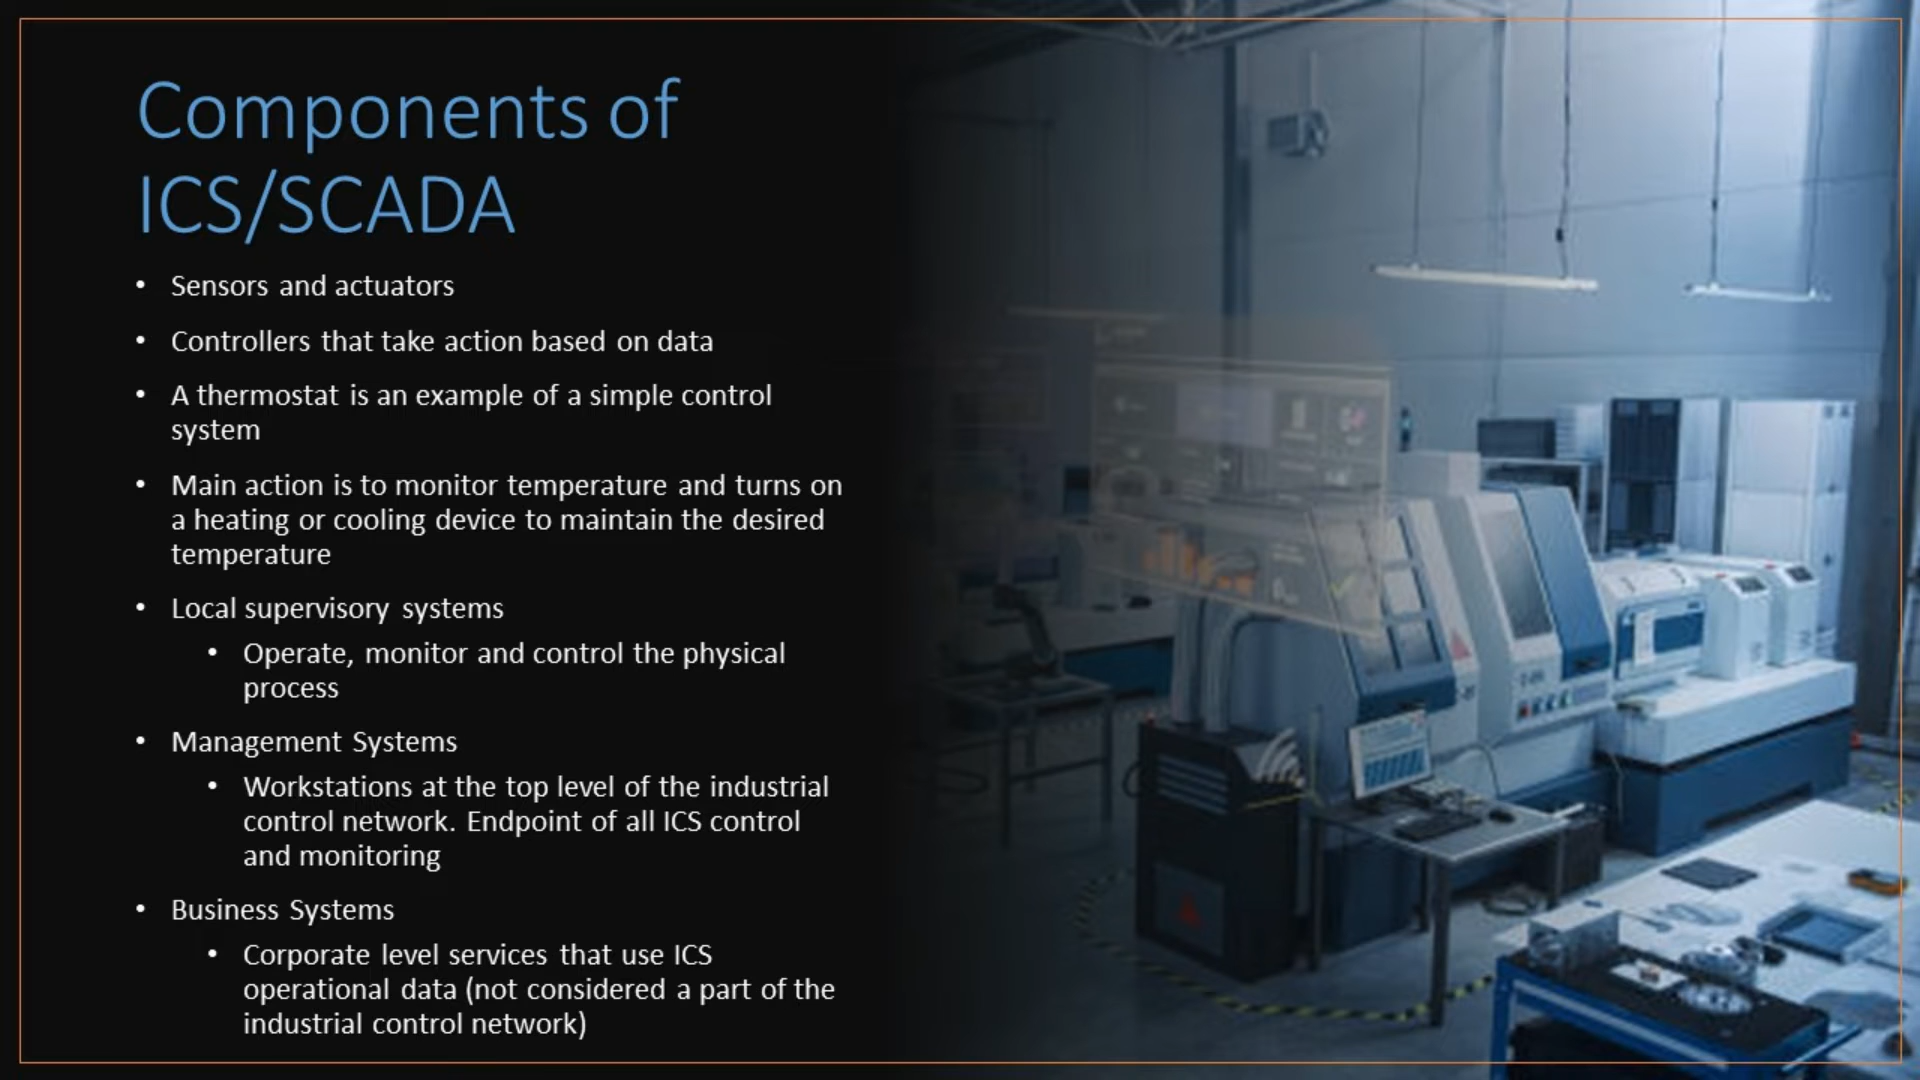 Components of
ICS/SCADA
• Sensors and actuators
• Controllers that take action based on data
• A thermostat is an example of a simple control
system
• Main action is to monitor temperature and turns on
a heating or cooling device to maintain the desired
temperature
• Local supervisory systems
• Operate, monitor and control the physical
process
• Management Systems
• Workstations at the top level of the industrial
control network. Endpoint of all ICS control
and monitoring
• Business Systems
• Corporate level services that use ICS
operational data (not considered a part of the
industrial control network)